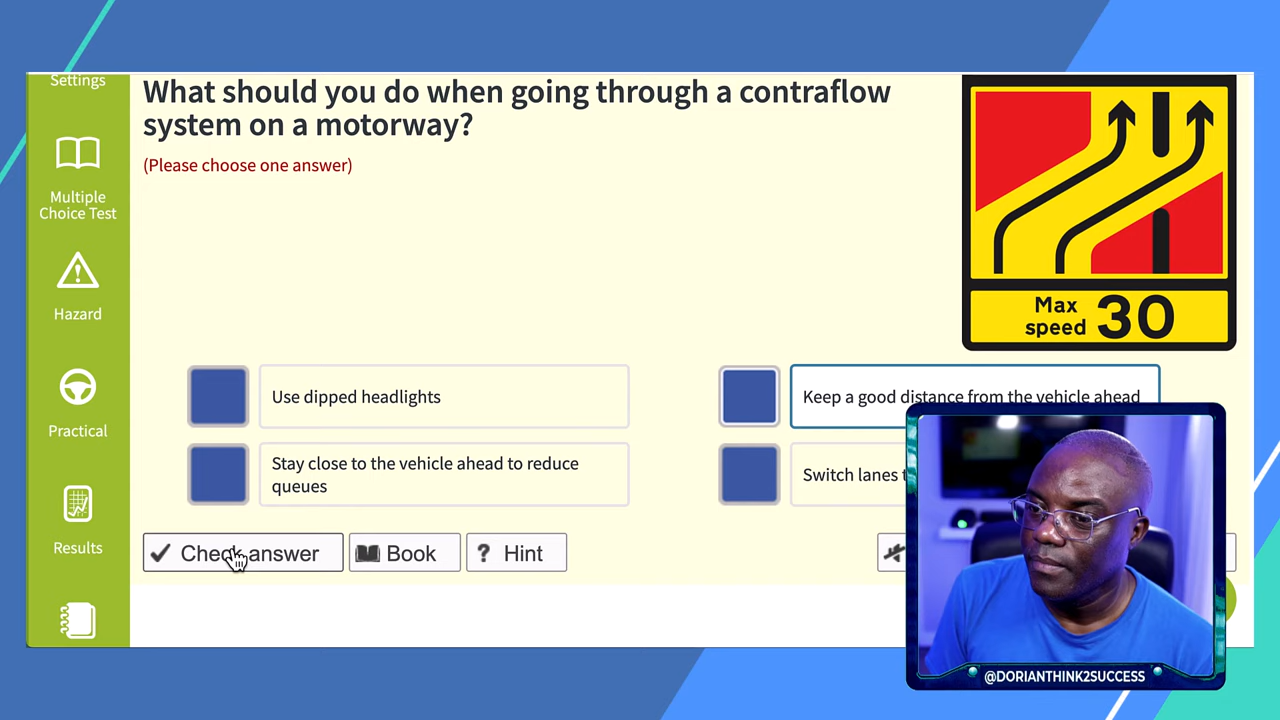 Settings
Multiple
Choice Test
Hazard
Practical
Results
What should you do when going through a contraflow
system on a motorway?
(Please choose one answer)
Max
speed 30
Use dipped headlights
Keep a good distance from the vehicle ahead
Stay close to the vehicle ahead to reduce
queues
Switch lanes
Check answer
Book
? Hint
@DORIANTHINK2SUCCESS